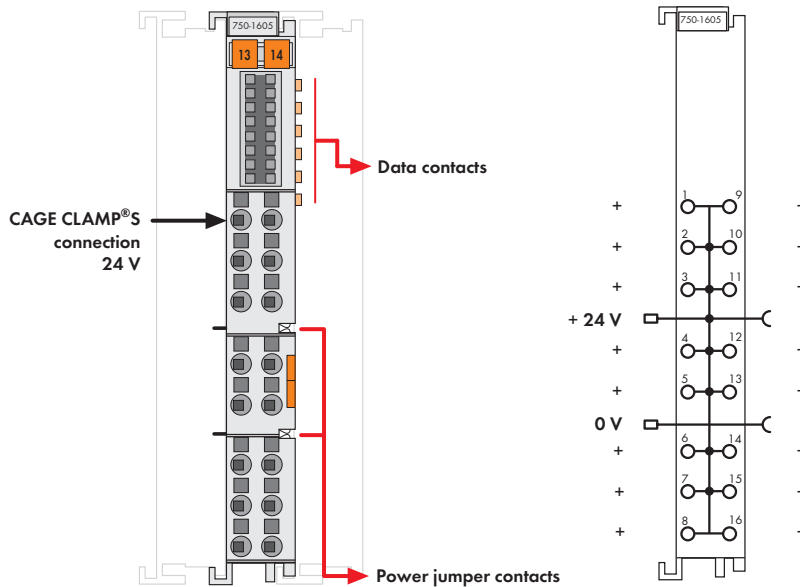 750-1605
13 14
Data contacts
CAGE CLAMP®S
connection
24 V
Power jumper contacts
750-1605
+ 1 9
+ 2 10
+ 3 11
+ 24 V
+ 4 12
+ 5 13
0 V
+ 6 14
+ 7 15
+ 8 16